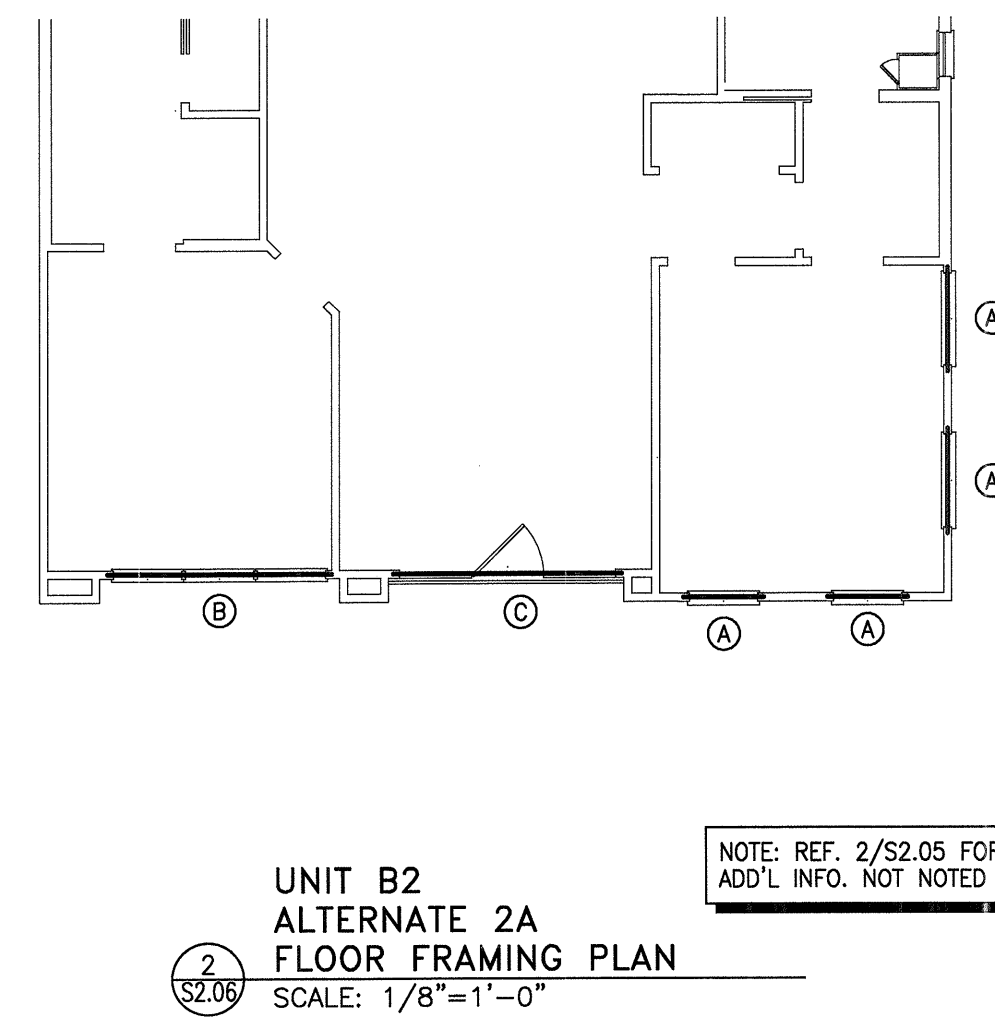 A
A
B
C
A
A
NOTE: REF. 2/S2.05 FOR
ADD'L INFO. NOT NOTED
UNIT B2
ALTERNATE 2A
FLOOR FRAMING PLAN
2
S2.06
SCALE: 1/8"=1'-0"